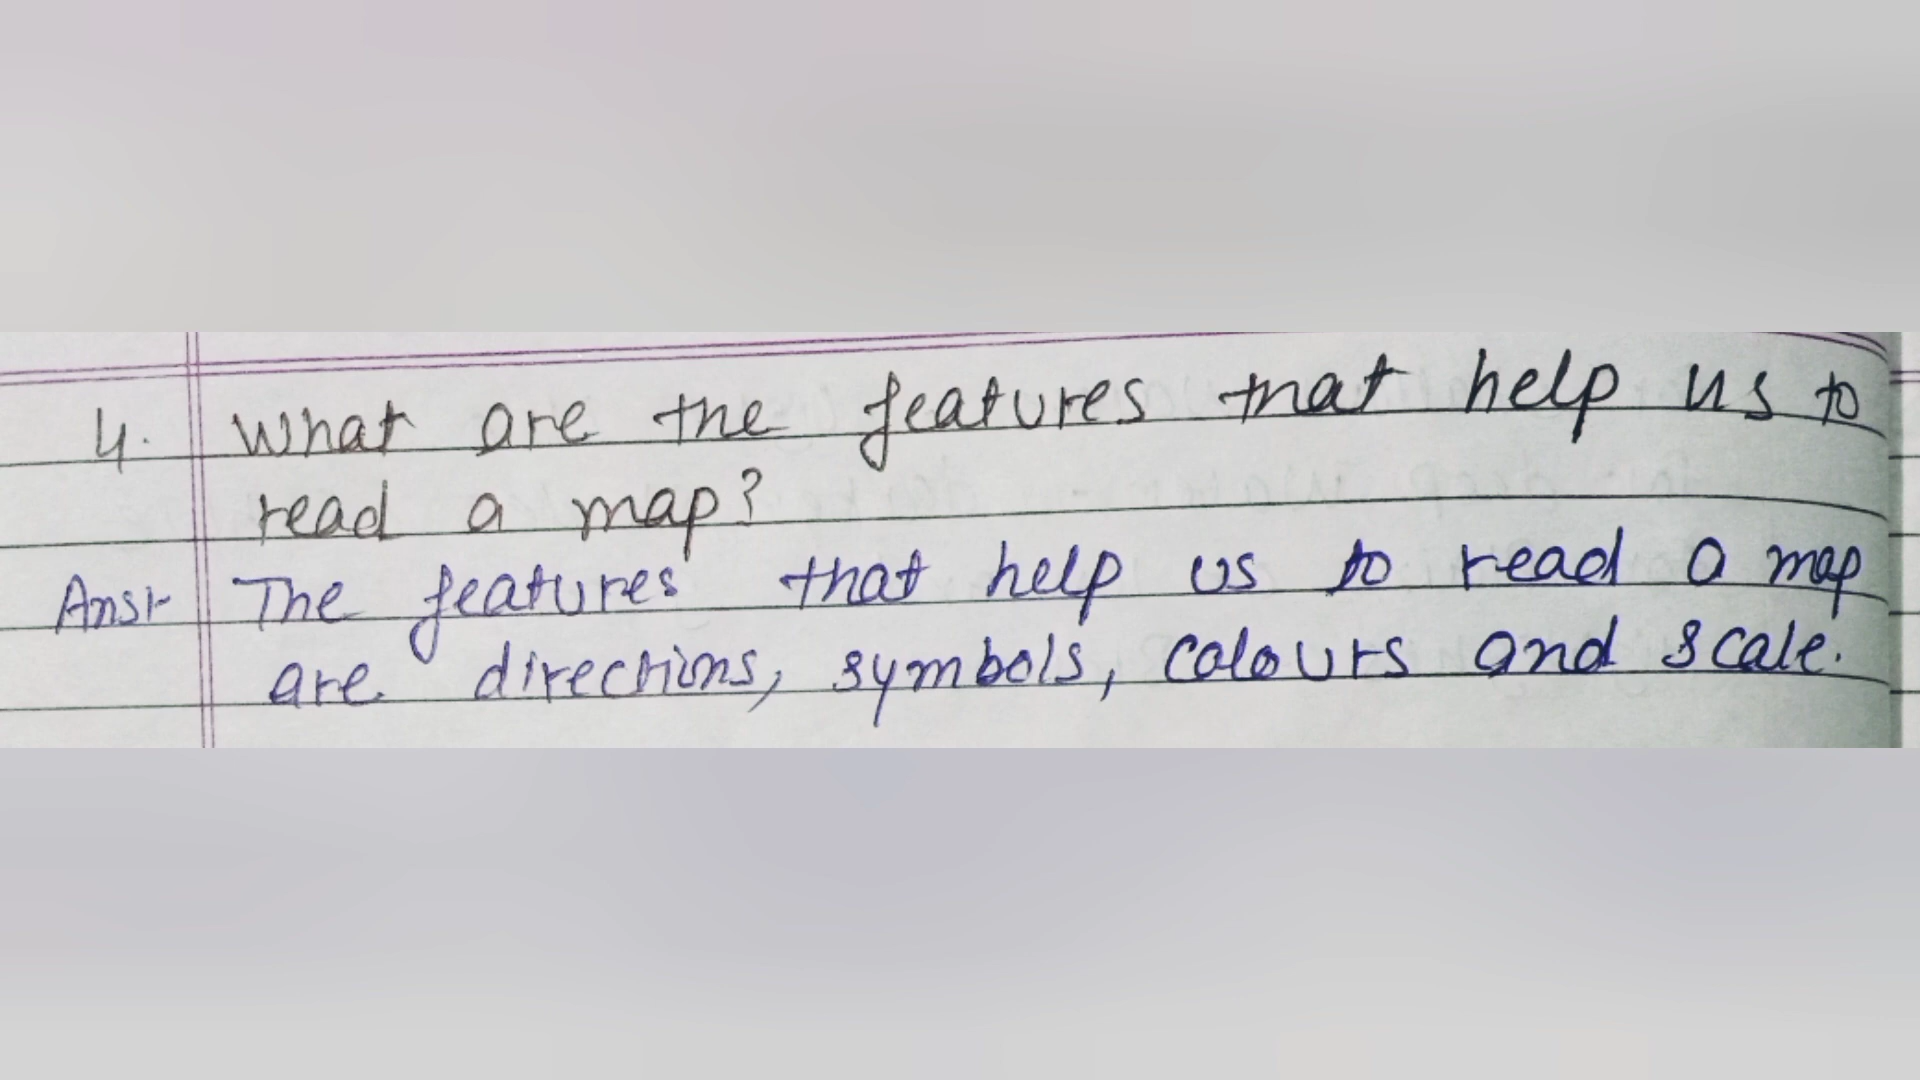 4. What are the features that help us to
read a map?
Ans:- The features that help us to read a map
are directions, symbols, colours and scale.